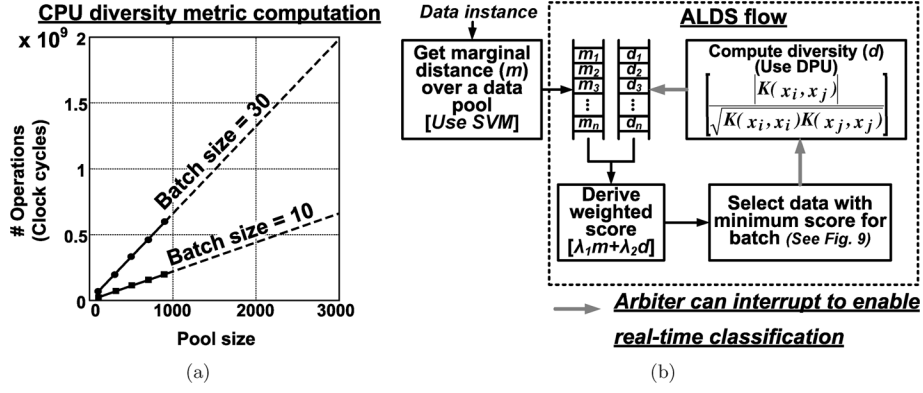 CPU diversity metric computation
x 10⁹
2
1.5
1
0.5
0
0 1000 2000 3000
# Operations
(Clock cycles)
Batch size = 30
Batch size = 10
Pool size
(a)
Data instance
Get marginal
distance (m)
over a data
pool
[Use SVM]
ALDS flow
m₁
m₂
m₃
⋮
mₙ
d₁
d₂
d₃
⋮
dₙ
Compute diversity (d)
(Use DPU)
[ |K( xᵢ, xⱼ )| / √K( xᵢ, xᵢ )K( xⱼ, xⱼ ) ]
Derive
weighted
score
[λ₁m+λ₂d]
Select data with
minimum score for
batch (See Fig. 9)
Arbiter can interrupt to enable
real-time classification
(b)